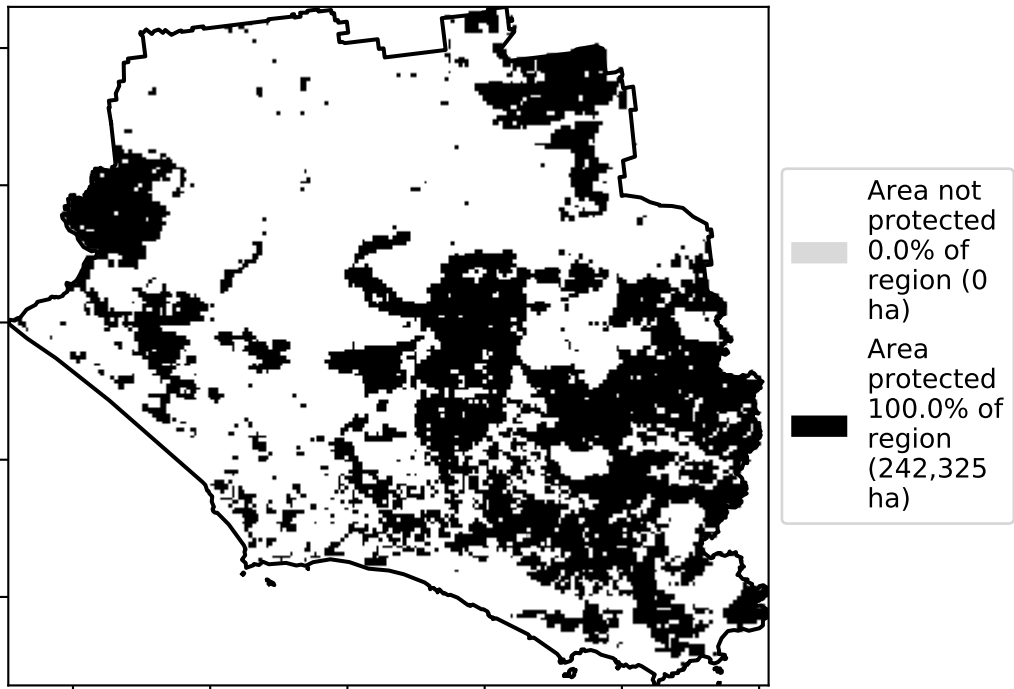 Area not
protected
0.0% of
region (0
ha)
Area
protected
100.0% of
region
(242,325
ha)